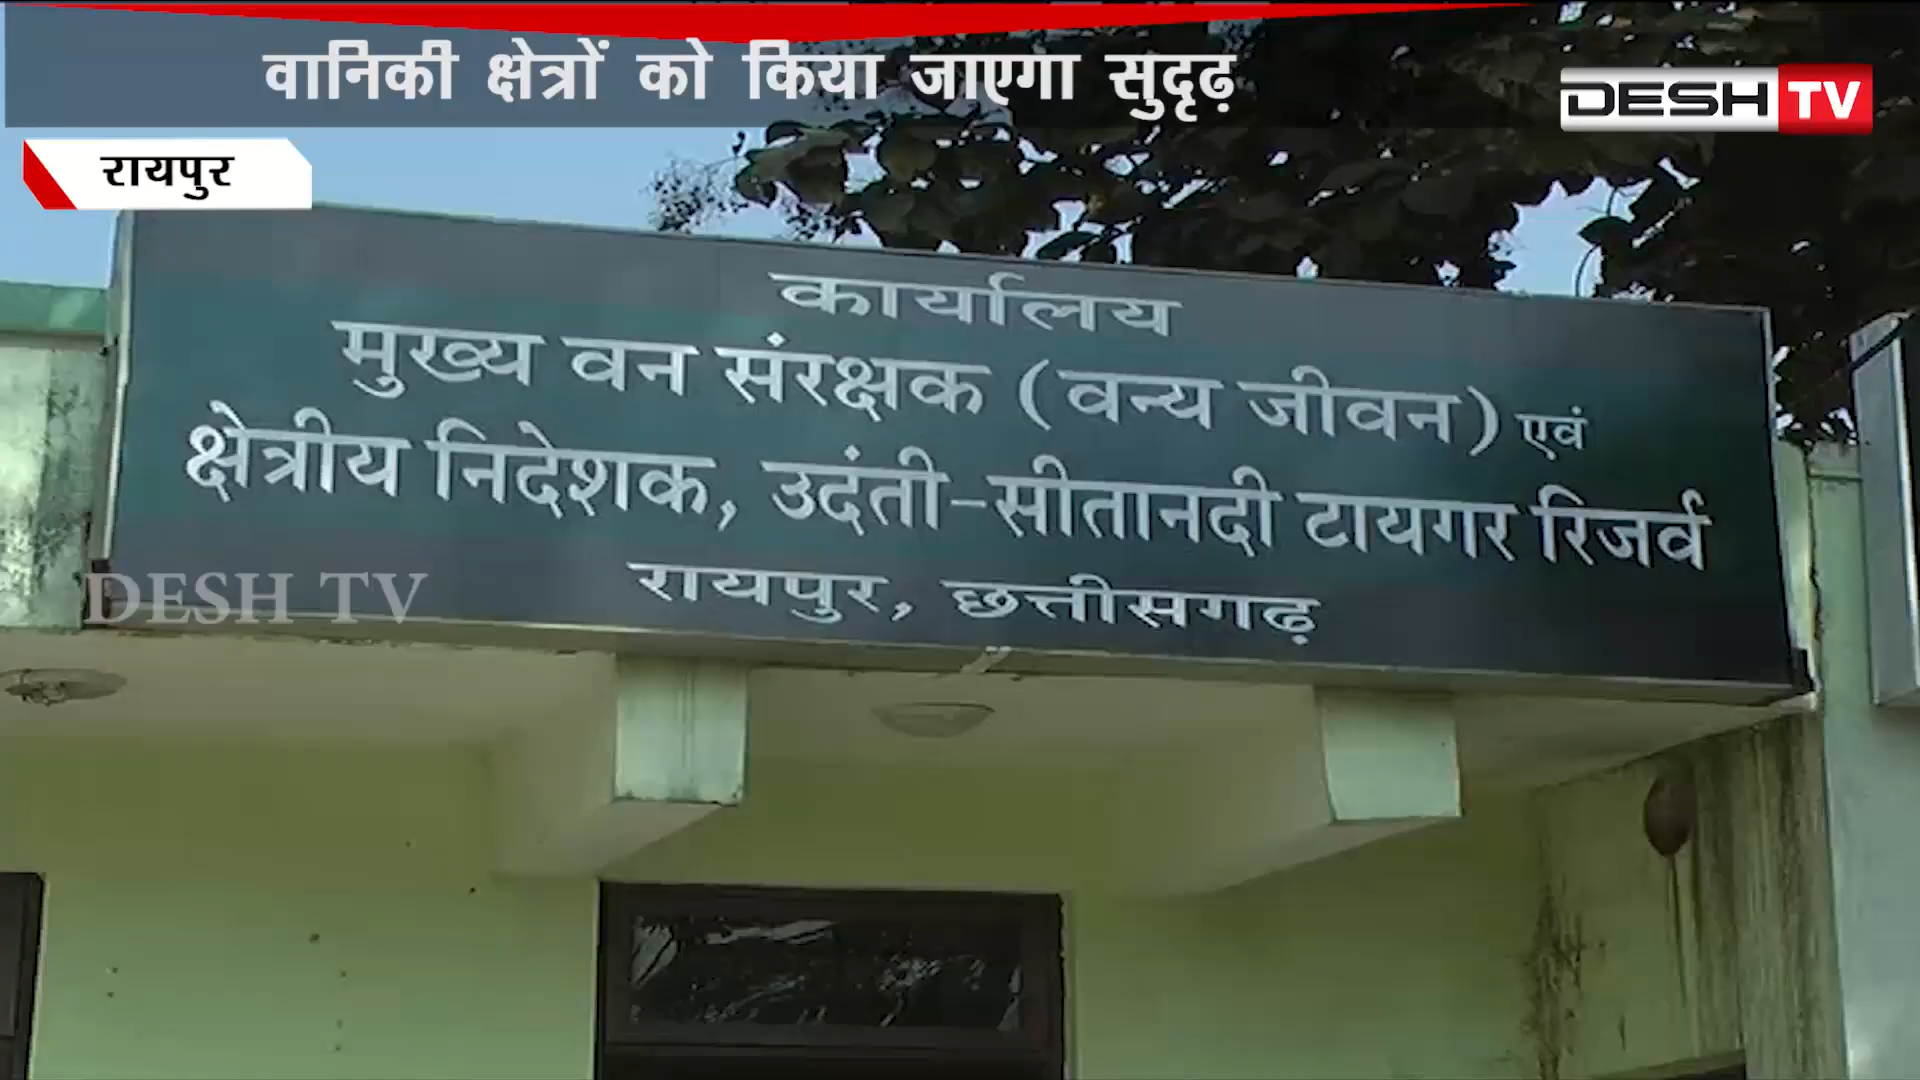 वानिकी क्षेत्रों को किया जाएगा सुदृढ़
DESH TV
रायपुर
कार्यालय
मुख्य वन संरक्षक (वन्य जीवन) एवं
क्षेत्रीय निदेशक, उदंती-सीतानदी टायगर रिजर्व
रायपुर, छत्तीसगढ़
DESH TV